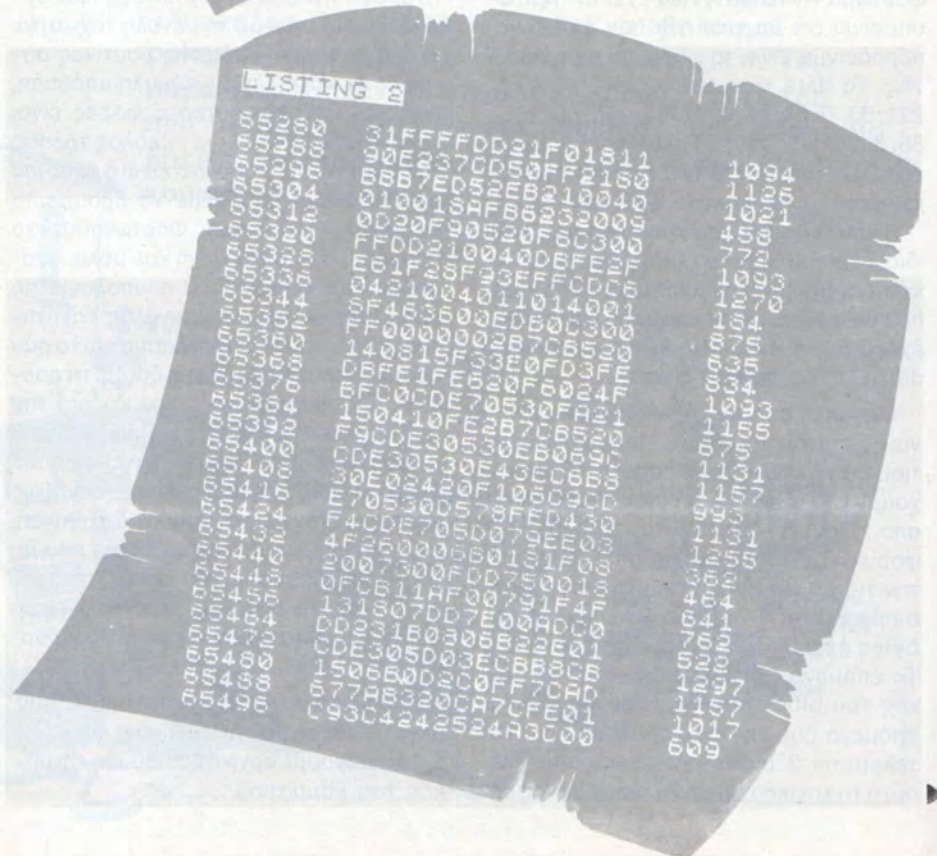 LISTING 2
65280 31FFFFDD21F01811 1094
65288 90E237CD50FF2180 1126
65296 BBB7ED52EB210040 1021
65304 010018AFB6232009 458
65312 0D20F90520F6C300 772
65320 FFDD210040DBFE2F 1093
65328 E61F28F93EFFCDC6 1270
65336 0421004011014001 184
65344 8F463600EDB0C300 875
65352 FF0000002B7CB520 635
65360 140815F33E0FD3FE 834
65368 DBFE1FE620F6024F 1093
65376 BFC0CDE70530FA21 1155
65384 150410FE2B7CB520 675
65392 F9CDE30530EB069C 1131
65400 CDE30530E43EC6B8 1157
65408 30E02420F106C9CD 993
65416 E70530D578FED430 1131
65424 F4CDE705D079EE03 1255
65432 4F260006B0181F08 362
65440 2007300FDD750018 464
65448 0FCB11AF00791F4F 641
65456 131807DD7E00ADC0 762
65464 DD231B0806B22E01 522
65472 CDE305D03ECBB8CB 1297
65480 1506B0D2C0FF7CAD 1157
65488 677AB320CA7CFE01 1017
65496 C93C4242524A3C00 609